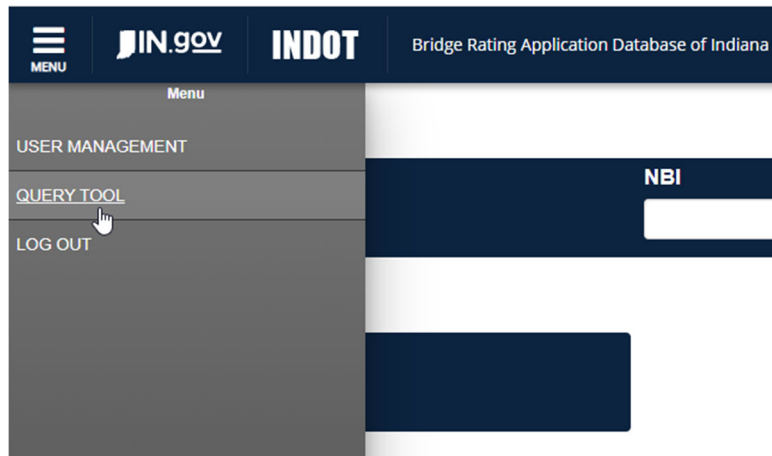 MENU
IN.gov
INDOT
Bridge Rating Application Database of Indiana
Menu
USER MANAGEMENT
QUERY TOOL
LOG OUT
NBI